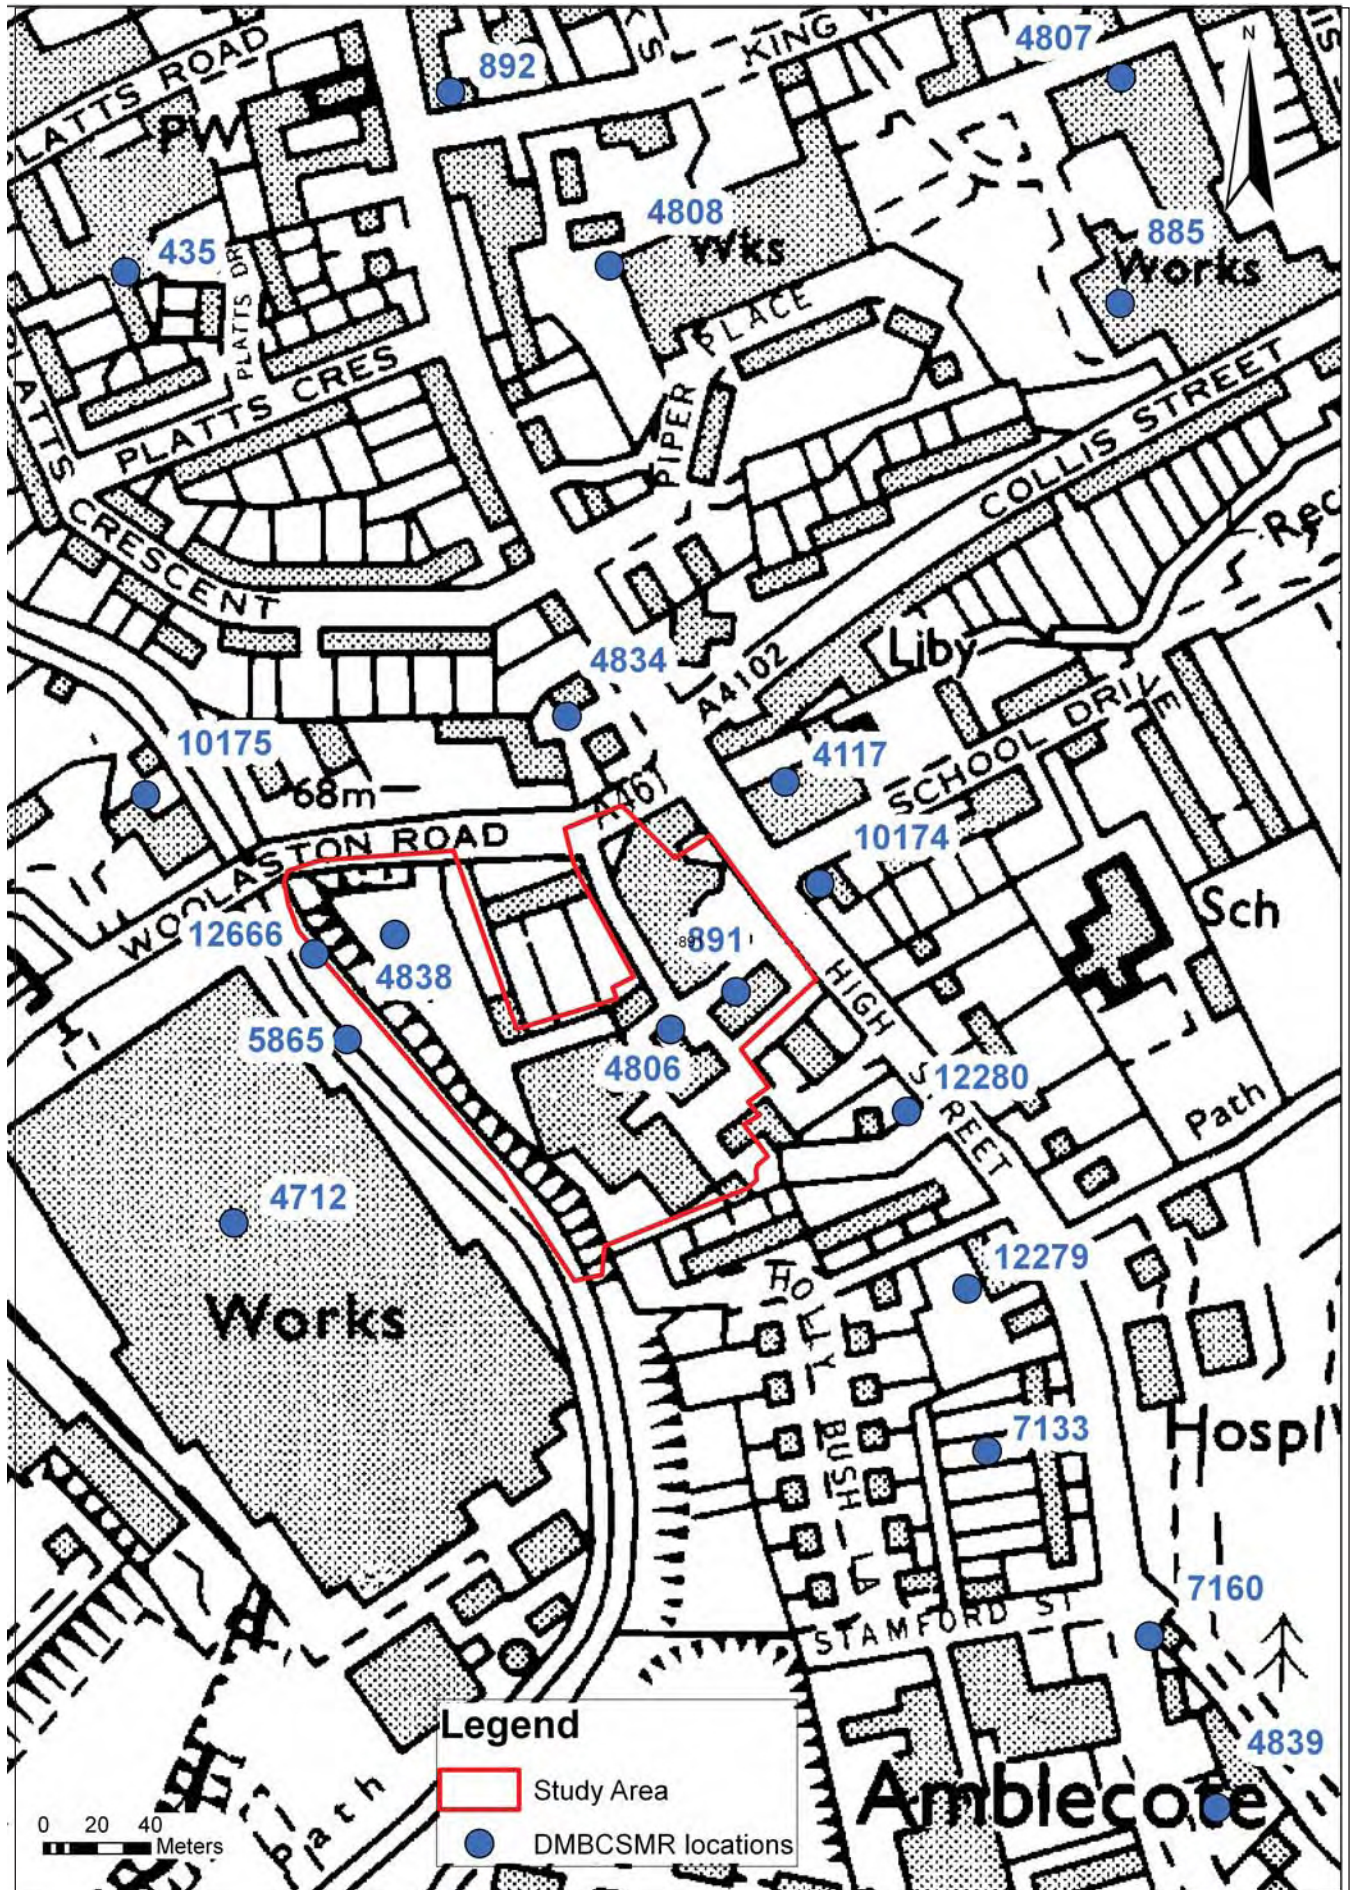 PLATTS ROAD
892
KING
4807
N
PW
4808
Wks
885
Works
435
PLATTS DR
PLACE
PIPER
PLATTS CRES
COLLIS STREET
CRESCENT
Rec
4834
A4102
Liby
SCHOOL DRIVE
10175
68m
4117
10174
WOOLASTON ROAD
Sch
12666
4838
891
891
HIGH STREET
5865
4806
12280
Path
4712
Works
12279
HOLLY BUSH LA
7133
Hospl
7160
STAMFORD ST
4839
Amblecote
Path
Legend
Study Area
DMBCSMR locations
0 20 40
Meters